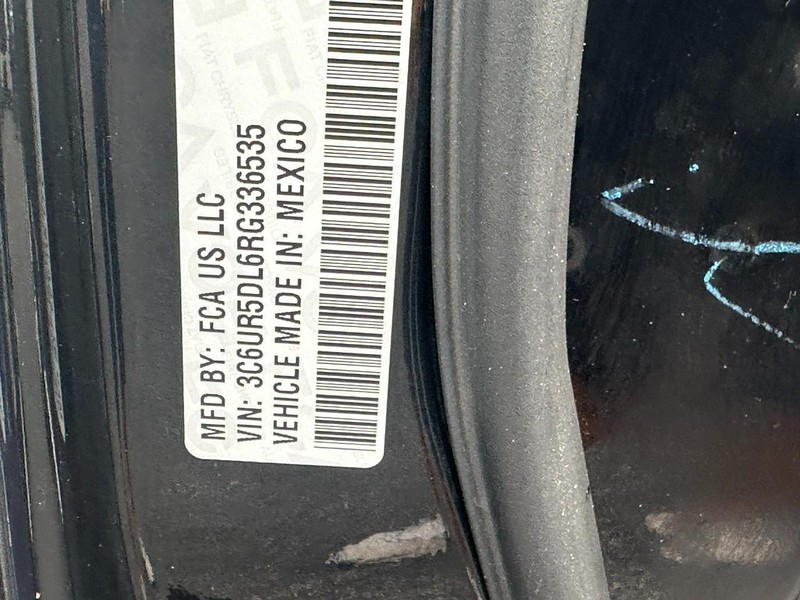 MFD BY: FCA US LLC
VIN: 3C6UR5DL6RG336535
VEHICLE MADE IN: MEXICO